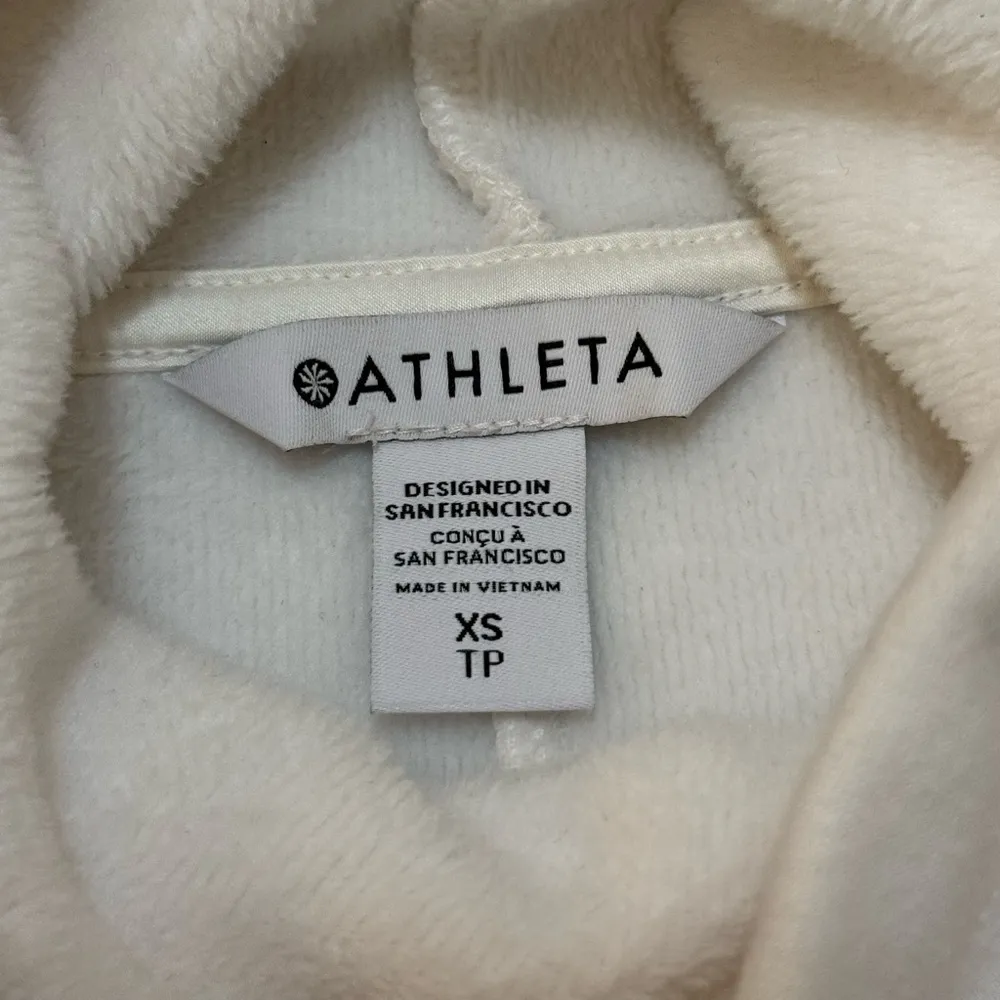 ATHLETA
DESIGNED IN
SAN FRANCISCO
CONÇU À
SAN FRANCISCO
MADE IN VIETNAM
XS
TP